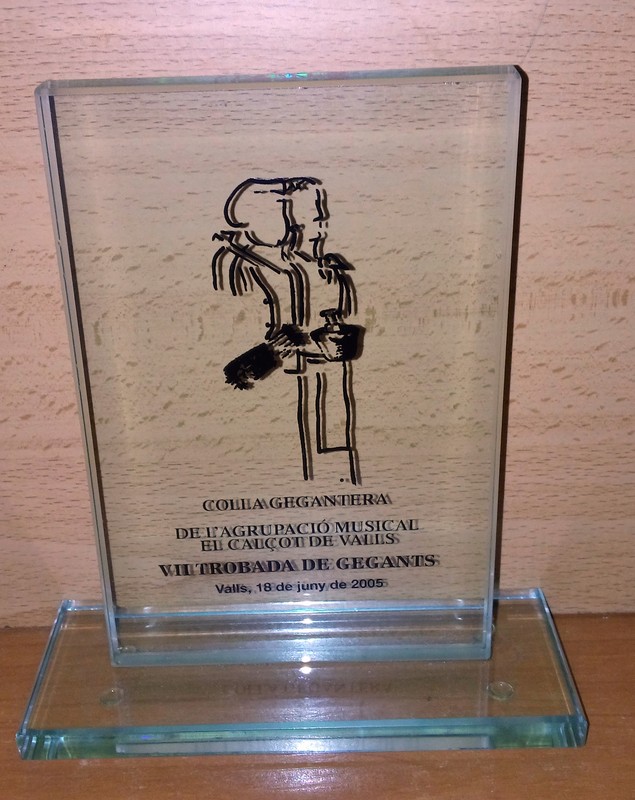 COLLA GEGANTERA
DE L'AGRUPACIÓ MUSICAL
EL CALÇOT DE VALLS
VII TROBADA DE GEGANTS
Valls, 18 de juny de 2005